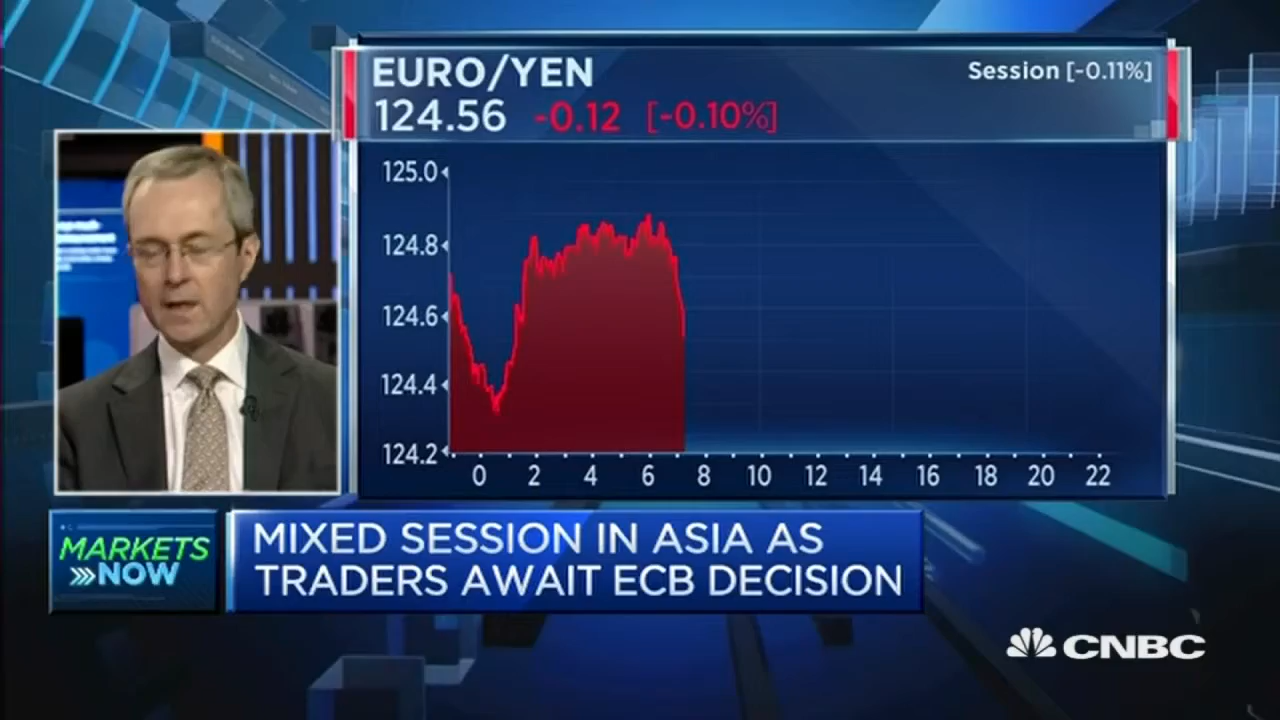 EURO/YEN
Session [-0.11%]
124.56 -0.12 [-0.10%]
125.0
124.8
124.6
124.4
124.2
0 2 4 6 8 10 12 14 16 18 20 22
MARKETS
NOW
MIXED SESSION IN ASIA AS
TRADERS AWAIT ECB DECISION
CNBC